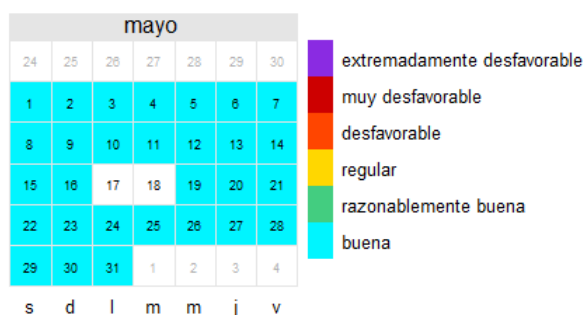 mayo
24 25 26 27 28 29 30
1 2 3 4 5 6 7
8 9 10 11 12 13 14
15 16 17 18 19 20 21
22 23 24 25 26 27 28
29 30 31 1 2 3 4
s d l m m j v
extremadamente desfavorable
muy desfavorable
desfavorable
regular
razonablemente buena
buena